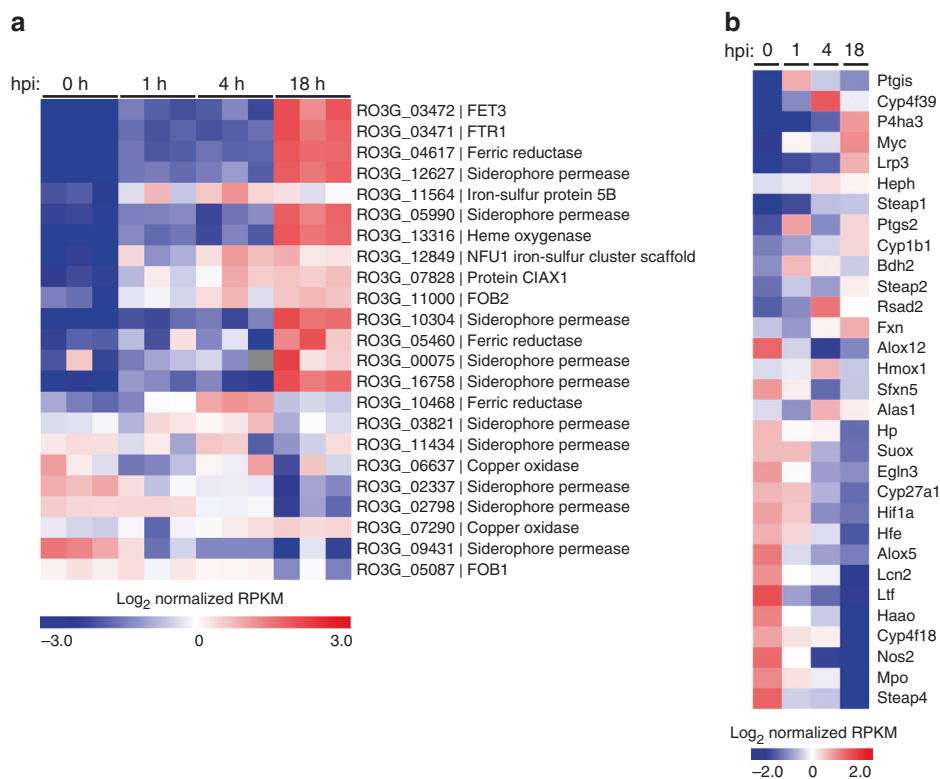 a
hpi: 0 h 1 h 4 h 18 h
RO3G_03472 | FET3
RO3G_03471 | FTR1
RO3G_04617 | Ferric reductase
RO3G_12627 | Siderophore permease
RO3G_11564 | Iron-sulfur protein 5B
RO3G_05990 | Siderophore permease
RO3G_13316 | Heme oxygenase
RO3G_12849 | NFU1 iron-sulfur cluster scaffold
RO3G_07828 | Protein CIAX1
RO3G_11000 | FOB2
RO3G_10304 | Siderophore permease
RO3G_05460 | Ferric reductase
RO3G_00075 | Siderophore permease
RO3G_16758 | Siderophore permease
RO3G_10468 | Ferric reductase
RO3G_03821 | Siderophore permease
RO3G_11434 | Siderophore permease
RO3G_06637 | Copper oxidase
RO3G_02337 | Siderophore permease
RO3G_02798 | Siderophore permease
RO3G_07290 | Copper oxidase
RO3G_09431 | Siderophore permease
RO3G_05087 | FOB1
Log2 normalized RPKM
−3.0 0 3.0
b
hpi: 0 1 4 18
Ptgis
Cyp4f39
P4ha3
Myc
Lrp3
Heph
Steap1
Ptgs2
Cyp1b1
Bdh2
Steap2
Rsad2
Fxn
Alox12
Hmox1
Sfxn5
Alas1
Hp
Suox
Egln3
Cyp27a1
Hif1a
Hfe
Alox5
Lcn2
Ltf
Haao
Cyp4f18
Nos2
Mpo
Steap4
Log2 normalized RPKM
−2.0 0 2.0